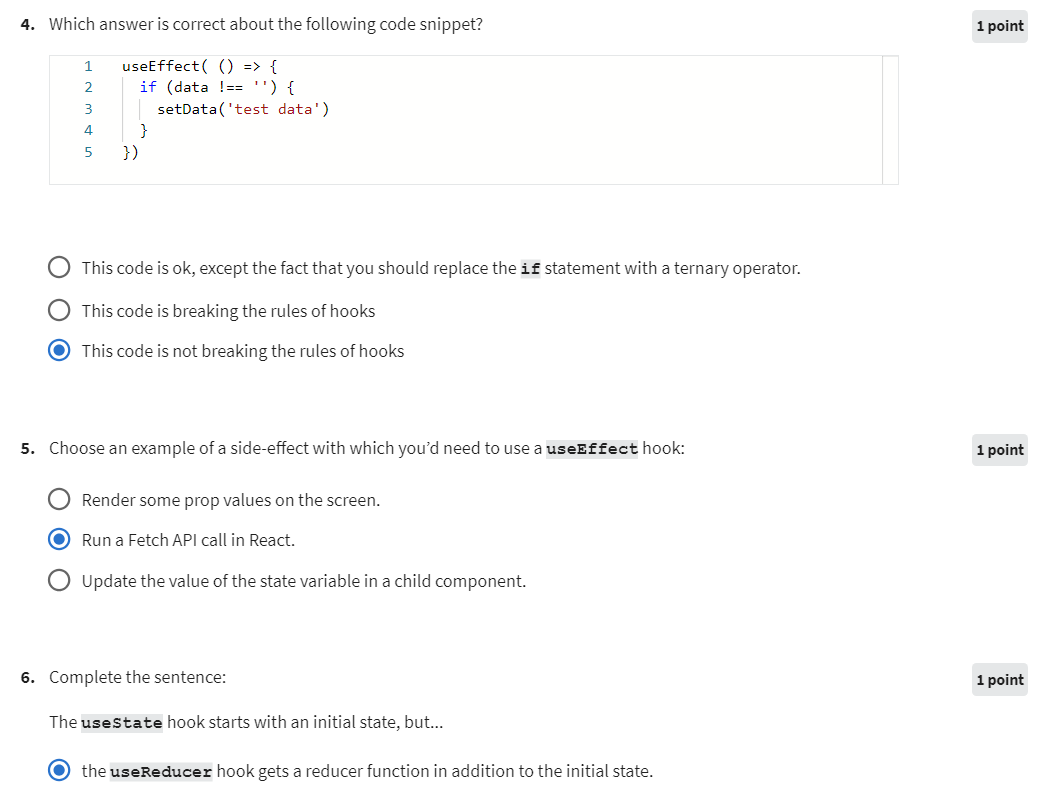 4. Which answer is correct about the following code snippet?
1 point
1 useEffect( () => {
2 if (data !== '') {
3 setData('test data')
4 }
5 })
This code is ok, except the fact that you should replace the if statement with a ternary operator.
This code is breaking the rules of hooks
This code is not breaking the rules of hooks
5. Choose an example of a side-effect with which you’d need to use a useEffect hook:
1 point
Render some prop values on the screen.
Run a Fetch API call in React.
Update the value of the state variable in a child component.
6. Complete the sentence:
1 point
The useState hook starts with an initial state, but...
the useReducer hook gets a reducer function in addition to the initial state.